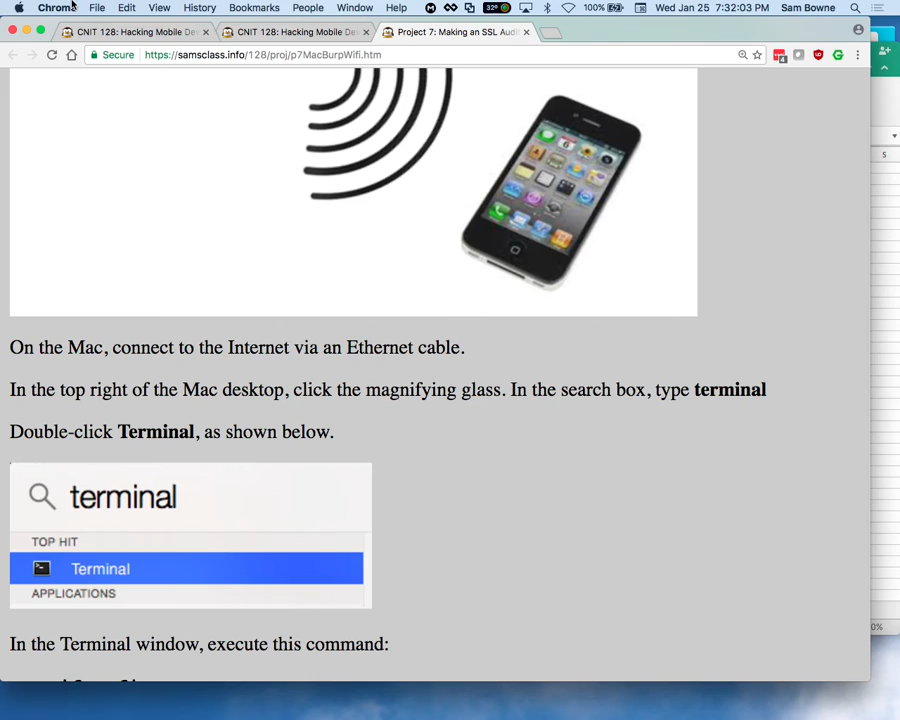 Chrome File Edit View History Bookmarks People Window Help 32° 100% Wed Jan 25 7:32:03 PM Sam Bowne
CNIT 128: Hacking Mobile De
CNIT 128: Hacking Mobile De
Project 7: Making an SSL Audi
Secure https://samsclass.info/128/proj/p7MacBurpWifi.htm
S
On the Mac, connect to the Internet via an Ethernet cable.
In the top right of the Mac desktop, click the magnifying glass. In the search box, type terminal
Double-click Terminal, as shown below.
terminal
TOP HIT
Terminal
APPLICATIONS
0%
In the Terminal window, execute this command: